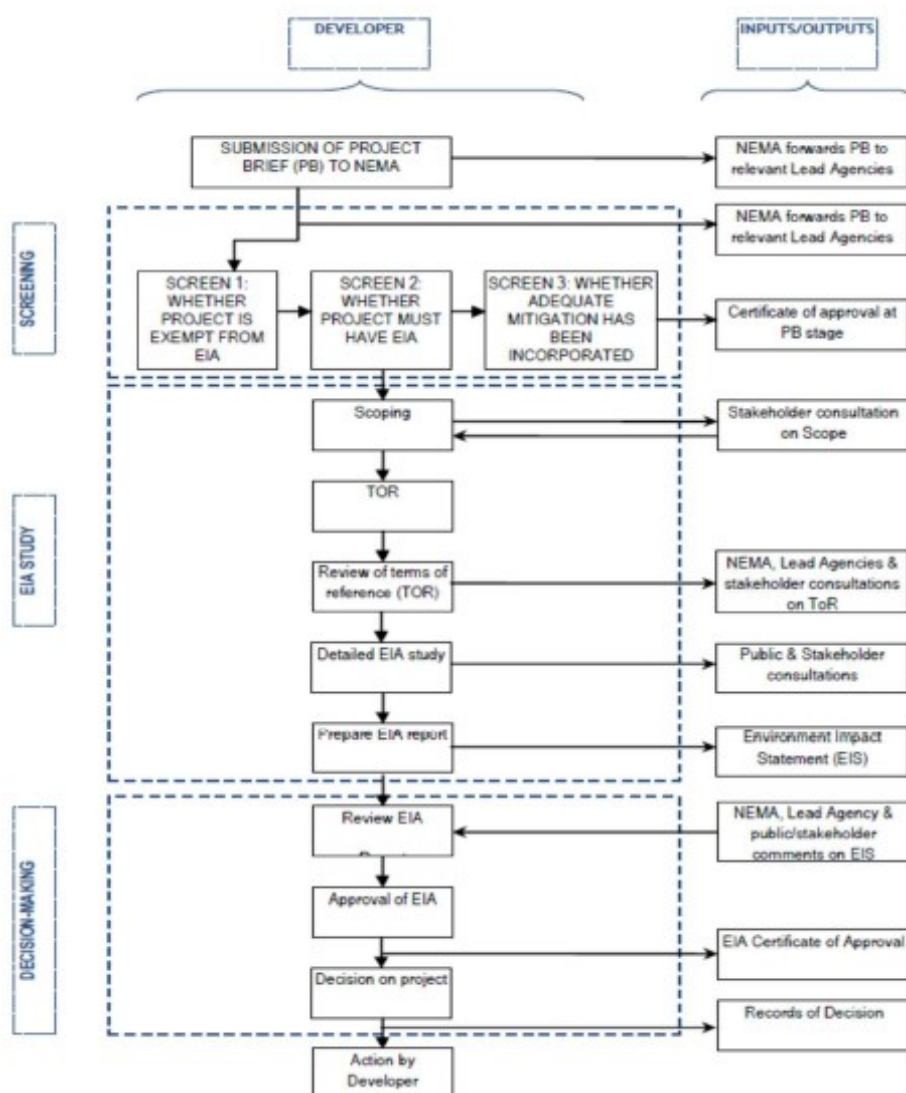 DEVELOPER
INPUTS/OUTPUTS
SUBMISSION OF PROJECT
BRIEF (PB) TO NEMA
NEMA forwards PB to
relevant Lead Agencies
NEMA forwards PB to
relevant Lead Agencies
SCREENING
SCREEN 1:
WHETHER
PROJECT IS
EXEMPT FROM
EIA
SCREEN 2:
WHETHER
PROJECT MUST
HAVE EIA
SCREEN 3: WHETHER
ADEQUATE
MITIGATION HAS
BEEN
INCORPORATED
Certificate of approval at
PB stage
EIA STUDY
Scoping
Stakeholder consultation
on Scope
TOR
Review of terms of
reference (TOR)
NEMA, Lead Agencies &
stakeholder consultations
on ToR
Detailed EIA study
Public & Stakeholder
consultations
Prepare EIA report
Environment Impact
Statement (EIS)
DECISION-MAKING
Review EIA
NEMA, Lead Agency &
public/stakeholder
comments on EIS
Approval of EIA
EIA Certificate of Approval
Decision on project
Records of Decision
Action by
Developer